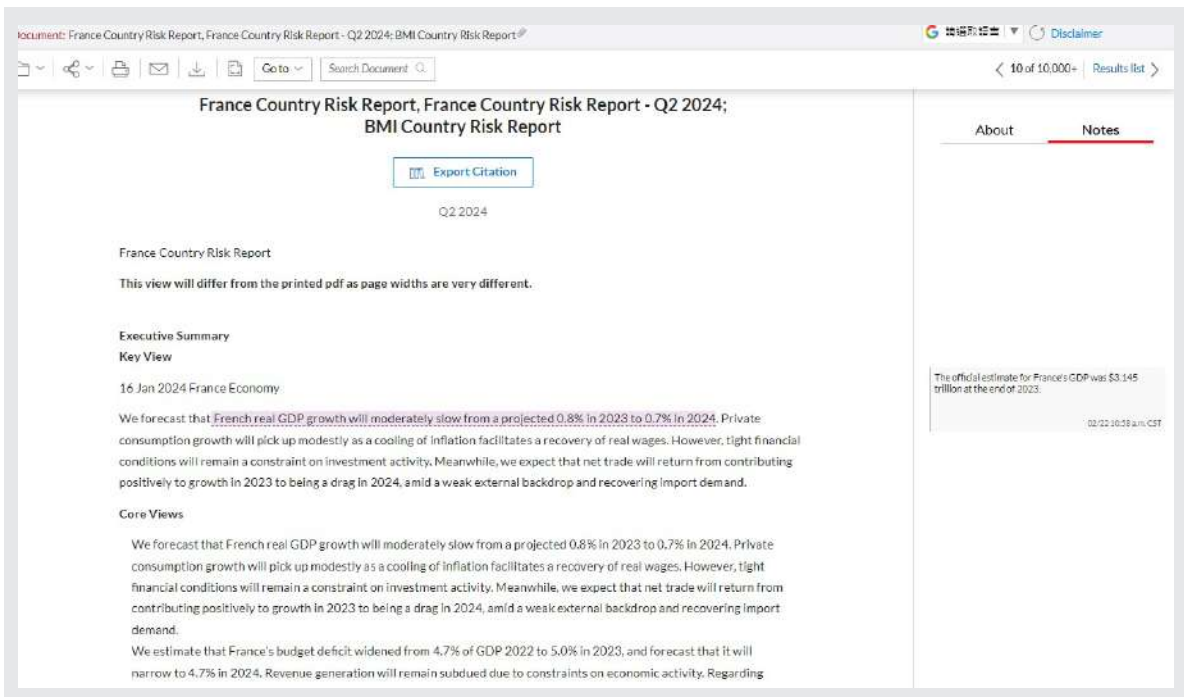 Document: France Country Risk Report, France Country Risk Report - Q2 2024; BMI Country Risk Report
Disclaimer
Go to
Search Document
10 of 10,000+
Results list
France Country Risk Report, France Country Risk Report - Q2 2024;
BMI Country Risk Report
About
Notes
Export Citation
Q2 2024
France Country Risk Report
This view will differ from the printed pdf as page widths are very different.
Executive Summary
Key View
16 Jan 2024 France Economy
The official estimate for France's GDP was $3.145
trillion at the end of 2023.
02/22 10:58 a.m. CST
We forecast that French real GDP growth will moderately slow from a projected 0.8% in 2023 to 0.7% in 2024. Private
consumption growth will pick up modestly as a cooling of inflation facilitates a recovery of real wages. However, tight financial
conditions will remain a constraint on investment activity. Meanwhile, we expect that net trade will return from contributing
positively to growth in 2023 to being a drag in 2024, amid a weak external backdrop and recovering import demand.
Core Views
We forecast that French real GDP growth will moderately slow from a projected 0.8% in 2023 to 0.7% in 2024. Private
consumption growth will pick up modestly as a cooling of inflation facilitates a recovery of real wages. However, tight
financial conditions will remain a constraint on investment activity. Meanwhile, we expect that net trade will return from
contributing positively to growth in 2023 to being a drag in 2024, amid a weak external backdrop and recovering import
demand.
We estimate that France's budget deficit widened from 4.7% of GDP 2022 to 5.0% in 2023, and forecast that it will
narrow to 4.7% in 2024. Revenue generation will remain subdued due to constraints on economic activity. Regarding